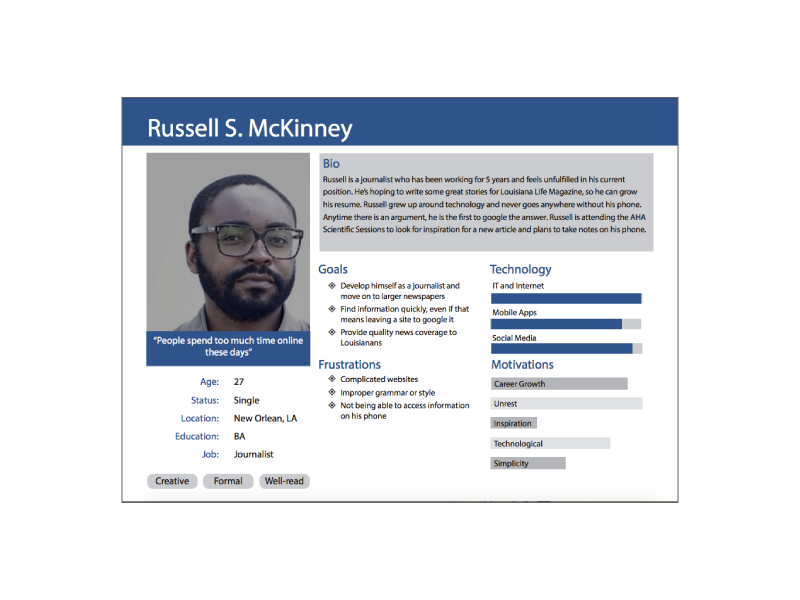 Russell S. McKinney
"People spend too much time online
these days"
Age: 27
Status: Single
Location: New Orlean, LA
Education: BA
Job: Journalist
Creative Formal Well-read
Bio
Russell is a journalist who has been working for 5 years and feels unfulfilled in his current
position. He's hoping to write some great stories for Louisiana Life Magazine, so he can grow
his resume. Russell grew up around technology and never goes anywhere without his phone.
Anytime there is an argument, he is the first to google the answer. Russell is attending the AHA
Scientific Sessions to look for inspiration for a new article and plans to take notes on his phone.
Goals
Develop himself as a journalist and
move on to larger newspapers
Find information quickly, even if that
means leaving a site to google it
Provide quality news coverage to
Louisianans
Frustrations
Complicated websites
Improper grammar or style
Not being able to access information
on his phone
Technology
IT and Internet
Mobile Apps
Social Media
Motivations
Career Growth
Unrest
Inspiration
Technological
Simplicity